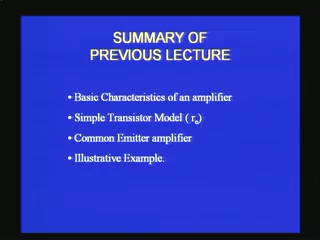 SUMMARY OF
PREVIOUS LECTURE
• Basic Characteristics of an amplifier
• Simple Transistor Model ( re)
• Common Emitter amplifier
• Illustrative Example.